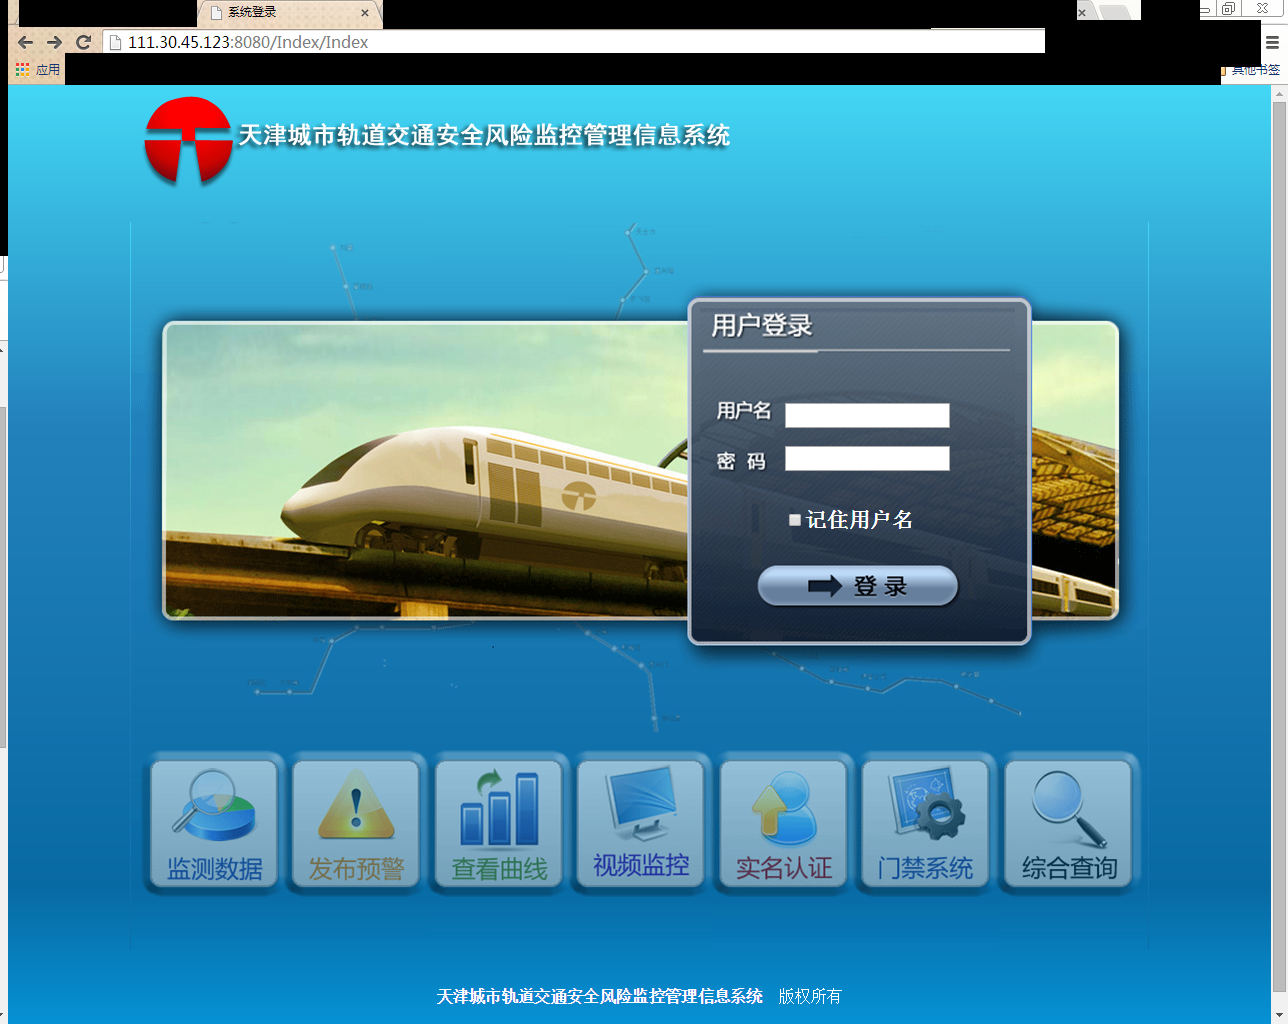 系统登录
111.30.45.123:8080/Index/Index
应用
其他书签
天津城市轨道交通安全风险监控管理信息系统
用户登录
用户名
密 码
记住用户名
登 录
监测数据
发布预警
查看曲线
视频监控
实名认证
门禁系统
综合查询
天津城市轨道交通安全风险监控管理信息系统 版权所有